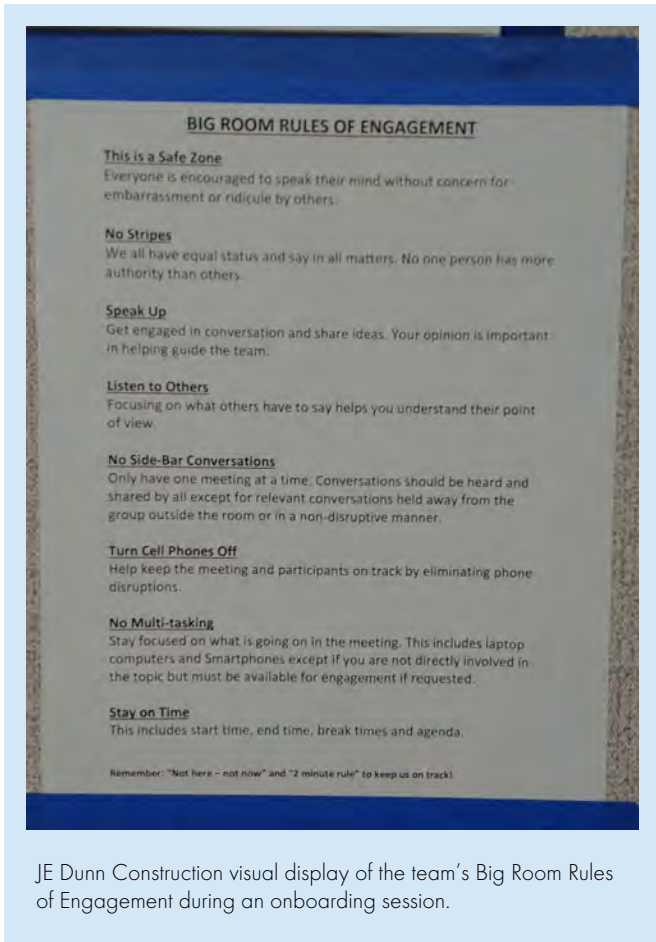 BIG ROOM RULES OF ENGAGEMENT
This is a Safe Zone
Everyone is encouraged to speak their mind without concern for
embarrassment or ridicule by others.
No Stripes
We all have equal status and say in all matters. No one person has more
authority than others.
Speak Up
Get engaged in conversation and share ideas. Your opinion is important
in helping guide the team.
Listen to Others
Focusing on what others have to say helps you understand their point
of view.
No Side-Bar Conversations
Only have one meeting at a time. Conversations should be heard and
shared by all except for relevant conversations held away from the
group outside the room or in a non-disruptive manner.
Turn Cell Phones Off
Help keep the meeting and participants on track by eliminating phone
disruptions.
No Multi-tasking
Stay focused on what is going on in the meeting. This includes laptop
computers and Smartphones except if you are not directly involved in
the topic but must be available for engagement if requested.
Stay on Time
This includes start time, end time, break times and agenda.
Remember: "Not here – not now" and "2 minute rule" to keep us on track!
JE Dunn Construction visual display of the team's Big Room Rules
of Engagement during an onboarding session.